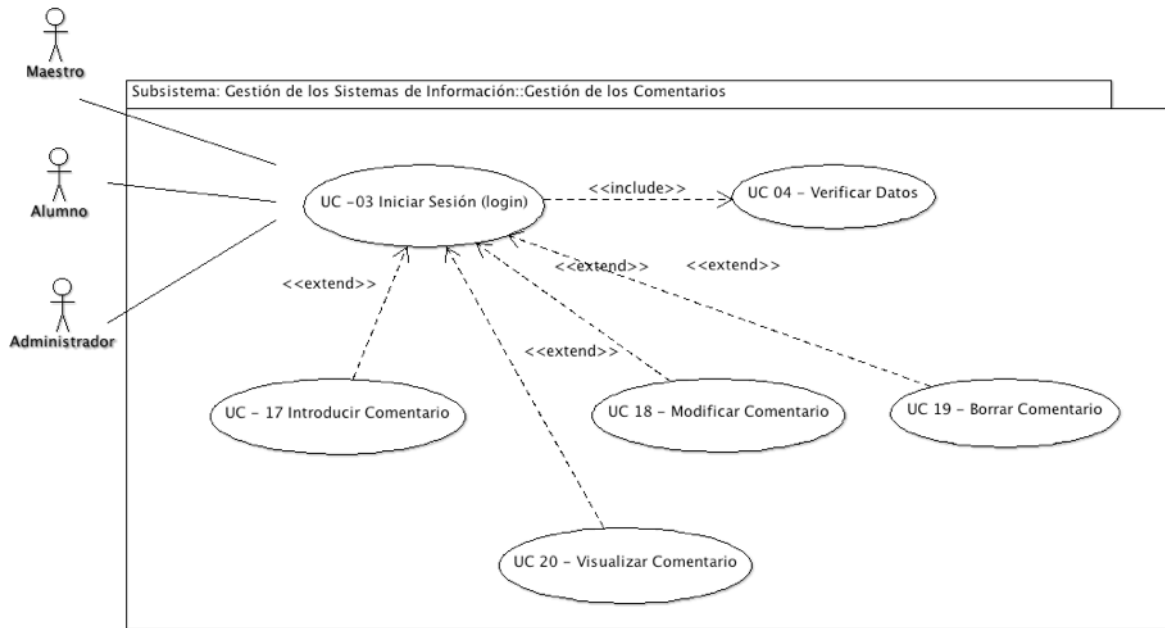 Maestro
Subsistema: Gestión de los Sistemas de Información::Gestión de los Comentarios
Alumno
UC -03 Iniciar Sesión (login)
<<include>>
UC 04 - Verificar Datos
<<extend>>
<<extend>>
<<extend>>
Administrador
<<extend>>
UC - 17 Introducir Comentario
UC 18 - Modificar Comentario
UC 19 - Borrar Comentario
UC 20 - Visualizar Comentario